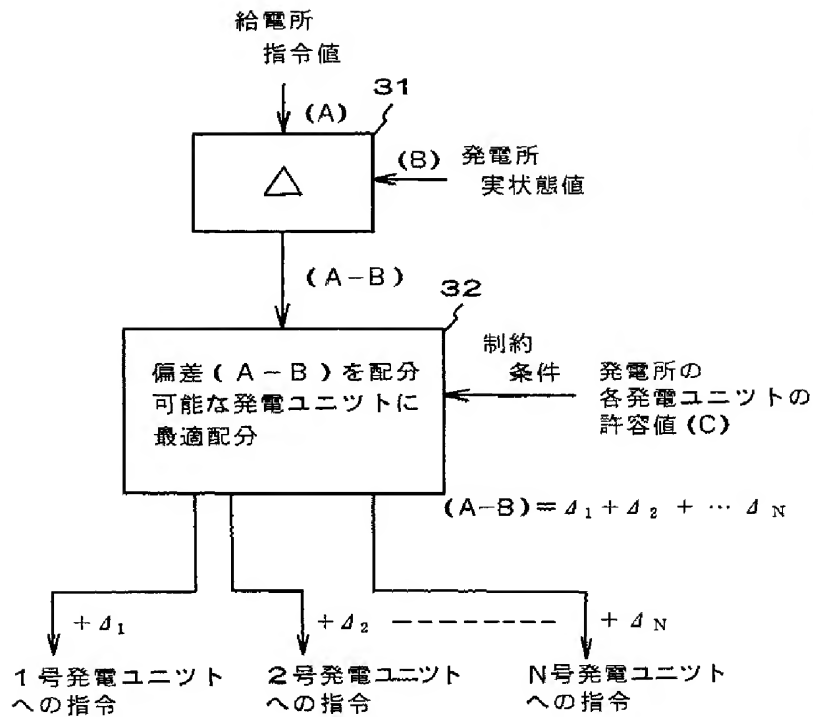 給電所
指令値
31
(A)
(B) 発電所
実状態値
△
(A-B)
32
偏差(A-B)を配分
可能な発電ユニットに
最適配分
制約
条件
発電所の
各発電ユニットの
許容値(C)
(A-B)=Δ1+Δ2+…ΔN
+Δ1
+Δ2
+ΔN
1号発電ユニット
への指令
2号発電ユニット
への指令
N号発電ユニット
への指令